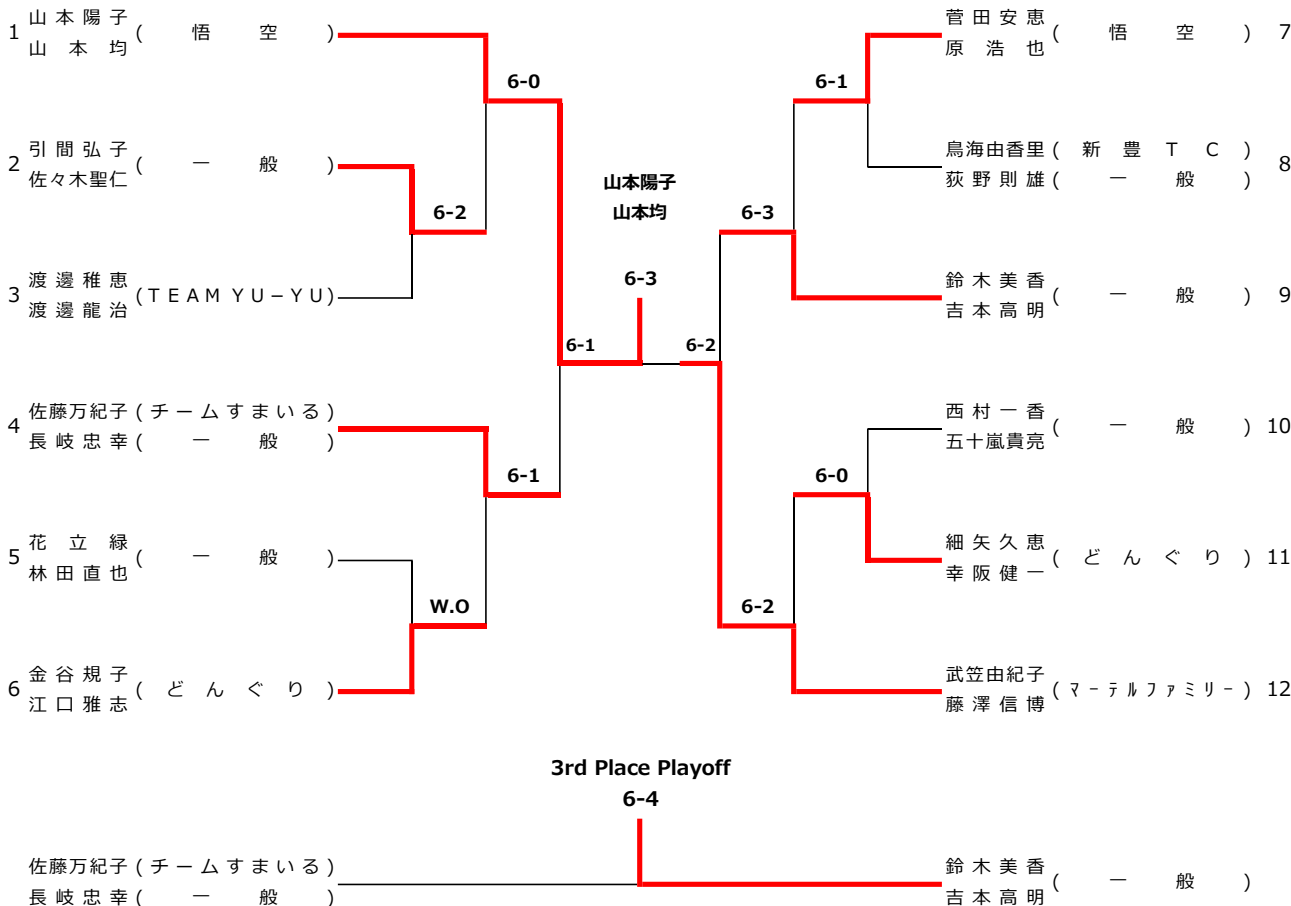 1 山本陽子 ( 悟空 )
山本均
2 引間弘子 ( 一般 )
佐々木聖仁
3 渡邊稚恵 (TEAM YU-YU)
渡邊龍治
4 佐藤万紀子 (チームすまいる)
長岐忠幸 ( 一般 )
5 花立緑 ( 一般 )
林田直也
6 金谷規子 ( どんぐり )
江口雅志
6-0
6-2
6-1
6-1
W.O
山本陽子
山本均
6-3
6-2
6-1
6-3
6-0
6-2
菅田安恵 ( 悟空 ) 7
原浩也
鳥海由香里 ( 新豊TC ) 8
荻野則雄 ( 一般 )
鈴木美香 ( 一般 ) 9
吉本高明
西村一香 ( 一般 ) 10
五十嵐貴亮
細矢久恵 ( どんぐり ) 11
幸阪健一
武笠由紀子 (ﾏｰﾃﾙﾌｧﾐﾘｰ) 12
藤澤信博
3rd Place Playoff
6-4
佐藤万紀子 (チームすまいる)
長岐忠幸 ( 一般 )
鈴木美香 ( 一般 )
吉本高明